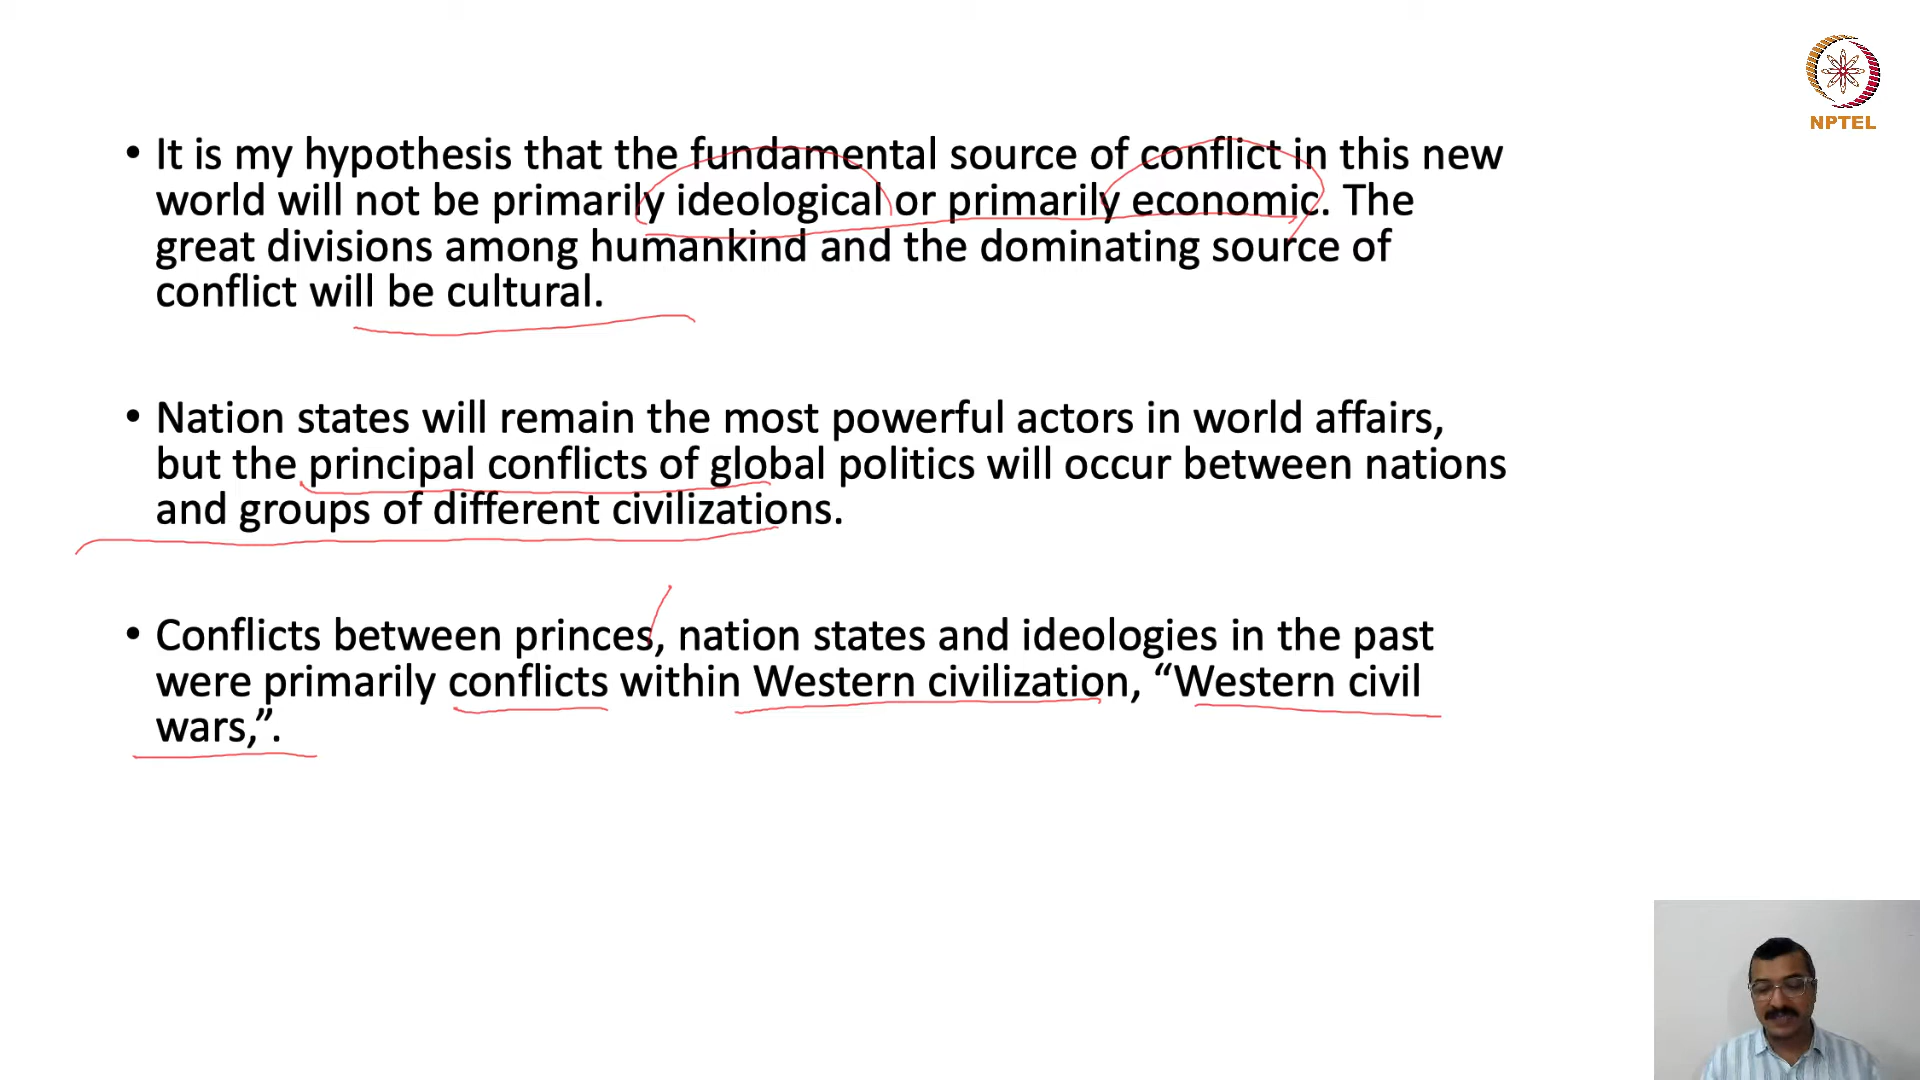 NPTEL
• It is my hypothesis that the fundamental source of conflict in this new
world will not be primarily ideological or primarily economic. The
great divisions among humankind and the dominating source of
conflict will be cultural.
• Nation states will remain the most powerful actors in world affairs,
but the principal conflicts of global politics will occur between nations
and groups of different civilizations.
• Conflicts between princes, nation states and ideologies in the past
were primarily conflicts within Western civilization, “Western civil
wars,”.